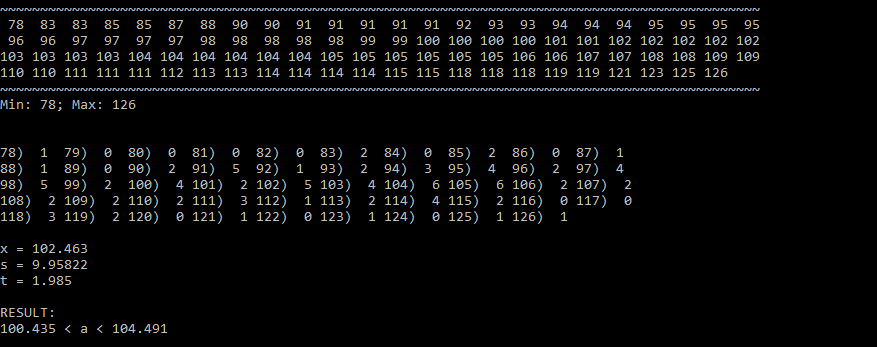 ~~~~~~~~~~~~~~~~~~~~~~~~~~~~~~~~~~~~~~~~~~~~~~~~~~~~~~~~~~~~~~~~~~~~~~~~~~~~~~~~~~~~~~~~~~~~~~~
 78  83  83  85  85  87  88  90  90  91  91  91  91  91  92  93  93  94  94  94  95  95  95  95
 96  96  97  97  97  97  98  98  98  98  98  99  99 100 100 100 100 101 101 102 102 102 102 102
103 103 103 103 104 104 104 104 104 104 105 105 105 105 105 105 106 106 107 107 108 108 109 109
110 110 111 111 111 112 113 113 114 114 114 114 115 115 118 118 118 119 119 121 123 125 126
~~~~~~~~~~~~~~~~~~~~~~~~~~~~~~~~~~~~~~~~~~~~~~~~~~~~~~~~~~~~~~~~~~~~~~~~~~~~~~~~~~~~~~~~~~~~~~~
Min: 78; Max: 126
78)  1  79)  0  80)  0  81)  0  82)  0  83)  2  84)  0  85)  2  86)  0  87)  1
88)  1  89)  0  90)  2  91)  5  92)  1  93)  2  94)  3  95)  4  96)  2  97)  4
98)  5  99)  2  100)  4 101)  2 102)  5 103)  4 104)  6 105)  6 106)  2 107)  2
108)  2 109)  2 110)  2 111)  3 112)  1 113)  2 114)  4 115)  2 116)  0 117)  0
118)  3 119)  2 120)  0 121)  1 122)  0 123)  1 124)  0 125)  1 126)  1
x = 102.463
s = 9.95822
t = 1.985
RESULT:
100.435 < a < 104.491